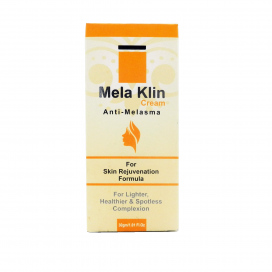 Mela Klin
Cream
Anti-Melasma
For
Skin Rejuvenation
Formula
For Lighter,
Healthier & Spotless
Complexion